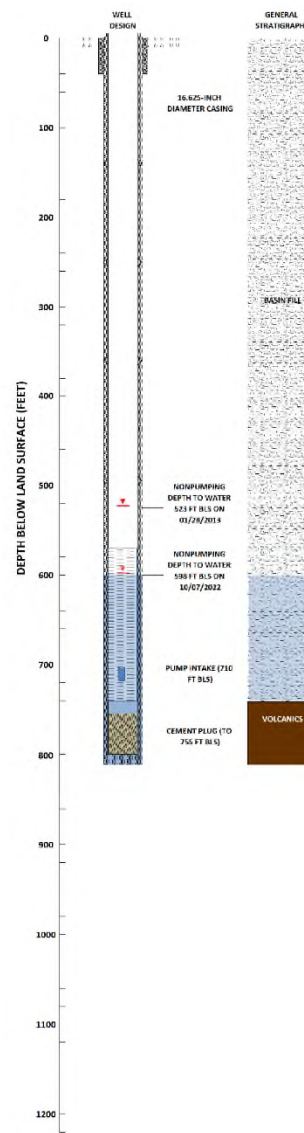 WELL
DESIGN
GENERAL
STRATIGRAPH
0
16.625-INCH
DIAMETER CASING
100
200
300
BASIN FILL
DEPTH BELOW LAND SURFACE (FEET)
400
500
NONPUMPING
DEPTH TO WATER
523 FT BLS ON
01/28/2013
NONPUMPING
DEPTH TO WATER
598 FT BLS ON
10/07/2022
600
700
PUMP INTAKE (710
FT BLS)
VOLCANICS
CEMENT PLUG (TO
755 FT BLS)
800
900
1000
1100
1200